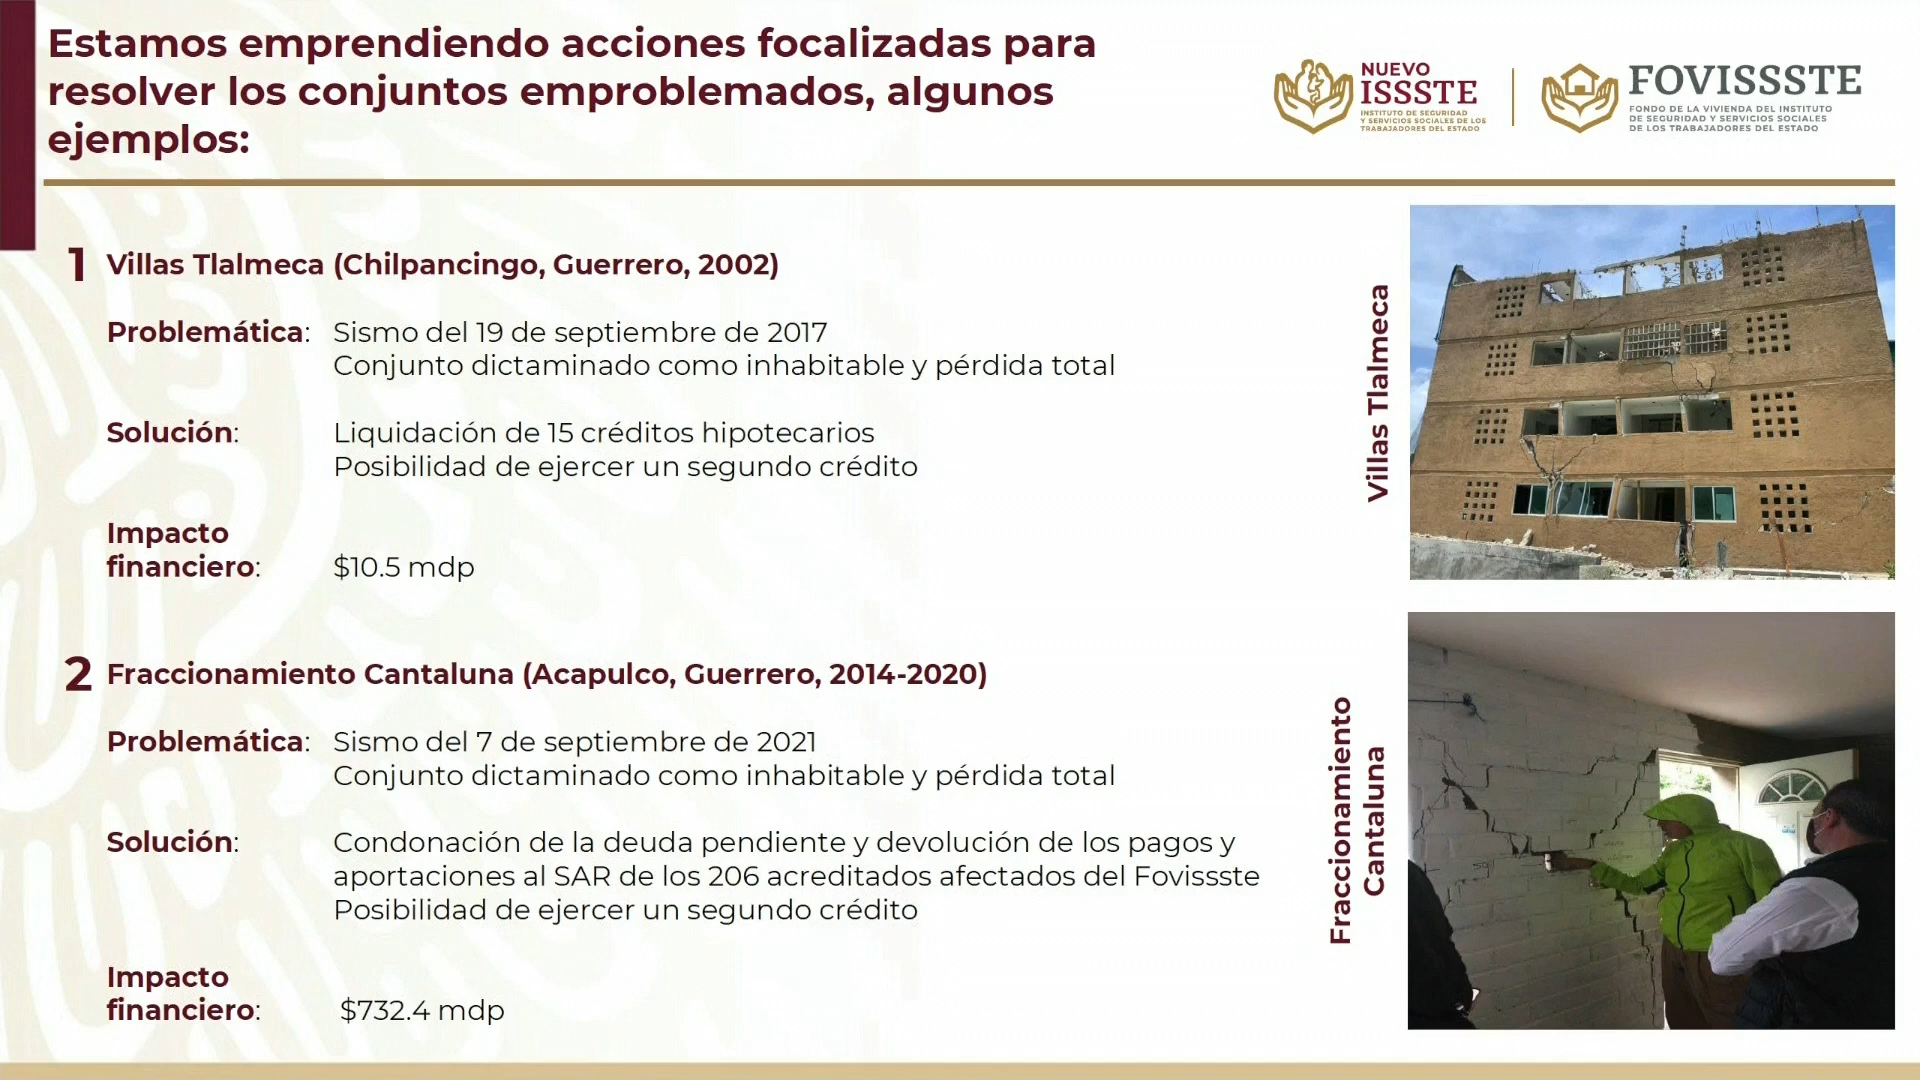 Estamos emprendiendo acciones focalizadas para
resolver los conjuntos emproblemados, algunos
ejemplos:
NUEVO
ISSSTE
INSTITUTO DE SEGURIDAD
Y SERVICIOS SOCIALES DE LOS
TRABAJADORES DEL ESTADO
FOVISSSTE
FONDO DE LA VIVIENDA DEL INSTITUTO
DE SEGURIDAD Y SERVICIOS SOCIALES
DE LOS TRABAJADORES DEL ESTADO
1 Villas Tlalmeca (Chilpancingo, Guerrero, 2002)
Problemática: Sismo del 19 de septiembre de 2017
Conjunto dictaminado como inhabitable y pérdida total
Solución: Liquidación de 15 créditos hipotecarios
Posibilidad de ejercer un segundo crédito
Impacto
financiero: $10.5 mdp
Villas Tlalmeca
2 Fraccionamiento Cantaluna (Acapulco, Guerrero, 2014-2020)
Problemática: Sismo del 7 de septiembre de 2021
Conjunto dictaminado como inhabitable y pérdida total
Solución: Condonación de la deuda pendiente y devolución de los pagos y
aportaciones al SAR de los 206 acreditados afectados del Fovissste
Posibilidad de ejercer un segundo crédito
Impacto
financiero: $732.4 mdp
Fraccionamiento
Cantaluna